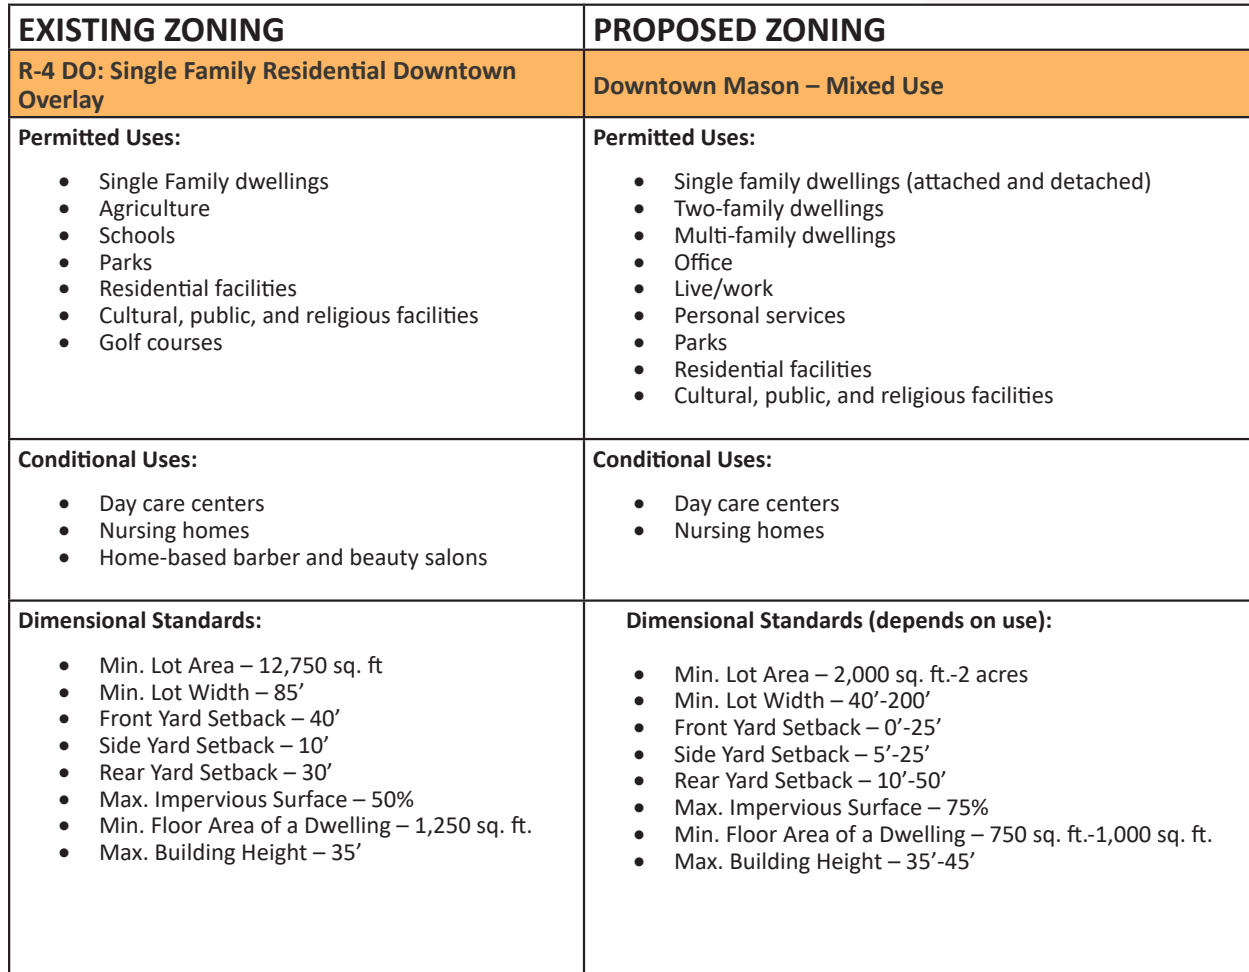 EXISTING ZONING
PROPOSED ZONING
R-4 DO: Single Family Residential Downtown
Overlay
Downtown Mason – Mixed Use
Permitted Uses:
• Single Family dwellings
• Agriculture
• Schools
• Parks
• Residential facilities
• Cultural, public, and religious facilities
• Golf courses
Permitted Uses:
• Single family dwellings (attached and detached)
• Two-family dwellings
• Multi-family dwellings
• Office
• Live/work
• Personal services
• Parks
• Residential facilities
• Cultural, public, and religious facilities
Conditional Uses:
• Day care centers
• Nursing homes
• Home-based barber and beauty salons
Conditional Uses:
• Day care centers
• Nursing homes
Dimensional Standards:
• Min. Lot Area – 12,750 sq. ft
• Min. Lot Width – 85’
• Front Yard Setback – 40’
• Side Yard Setback – 10’
• Rear Yard Setback – 30’
• Max. Impervious Surface – 50%
• Min. Floor Area of a Dwelling – 1,250 sq. ft.
• Max. Building Height – 35’
Dimensional Standards (depends on use):
• Min. Lot Area – 2,000 sq. ft.-2 acres
• Min. Lot Width – 40’-200’
• Front Yard Setback – 0’-25’
• Side Yard Setback – 5’-25’
• Rear Yard Setback – 10’-50’
• Max. Impervious Surface – 75%
• Min. Floor Area of a Dwelling – 750 sq. ft.-1,000 sq. ft.
• Max. Building Height – 35’-45’